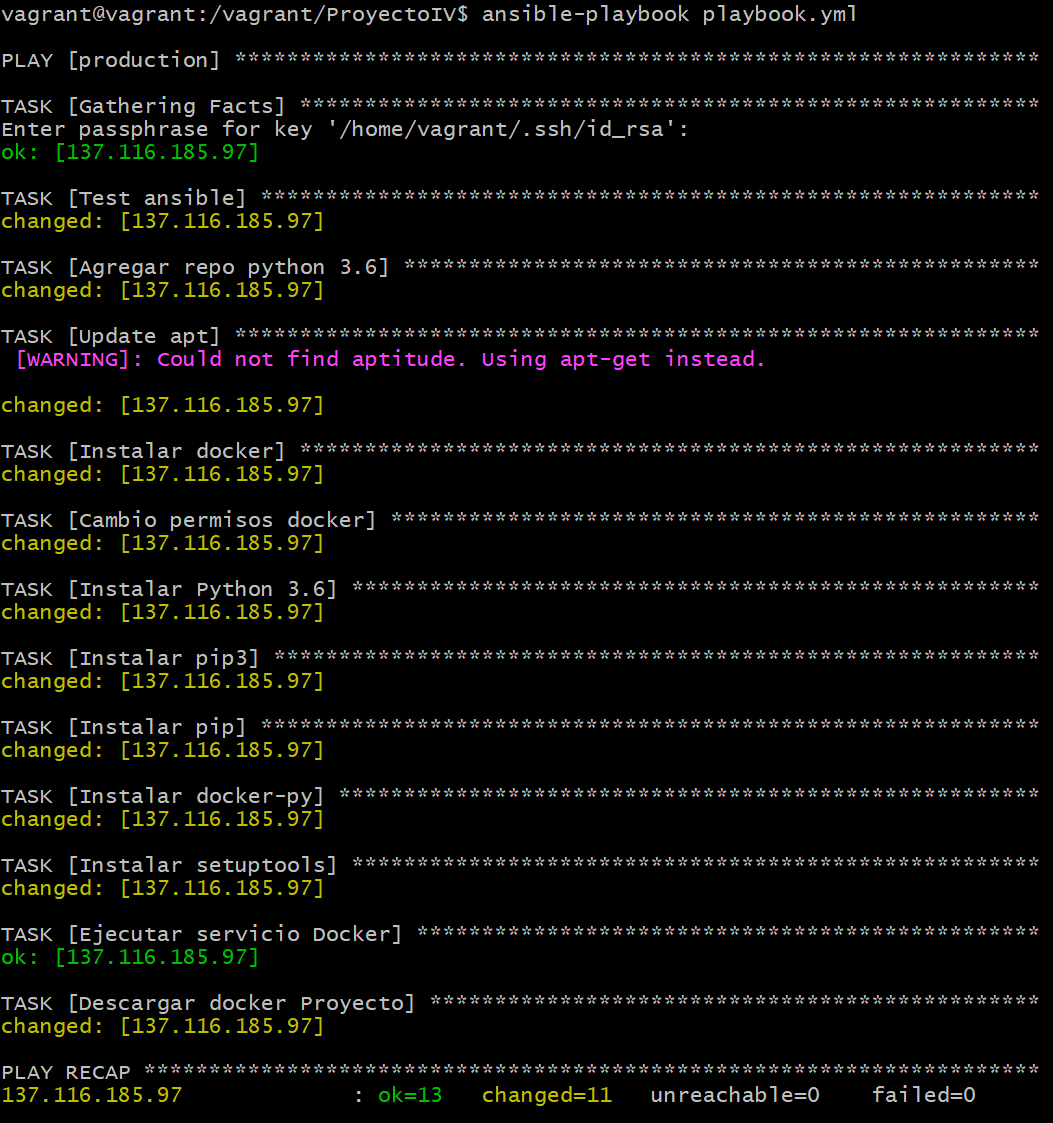 vagrant@vagrant:/vagrant/ProyectoIV$ ansible-playbook playbook.yml
PLAY [production] **************************************************************
TASK [Gathering Facts] *********************************************************
Enter passphrase for key '/home/vagrant/.ssh/id_rsa':
ok: [137.116.185.97]
TASK [Test ansible] ************************************************************
changed: [137.116.185.97]
TASK [Agregar repo python 3.6] *************************************************
changed: [137.116.185.97]
TASK [Update apt] **************************************************************
 [WARNING]: Could not find aptitude. Using apt-get instead.
changed: [137.116.185.97]
TASK [Instalar docker] *********************************************************
changed: [137.116.185.97]
TASK [Cambio permisos docker] **************************************************
changed: [137.116.185.97]
TASK [Instalar Python 3.6] *****************************************************
changed: [137.116.185.97]
TASK [Instalar pip3] ***********************************************************
changed: [137.116.185.97]
TASK [Instalar pip] ************************************************************
changed: [137.116.185.97]
TASK [Instalar docker-py] ******************************************************
changed: [137.116.185.97]
TASK [Instalar setuptools] *****************************************************
changed: [137.116.185.97]
TASK [Ejecutar servicio Docker] ************************************************
ok: [137.116.185.97]
TASK [Descargar docker Proyecto] ***********************************************
changed: [137.116.185.97]
PLAY RECAP *********************************************************************
137.116.185.97             : ok=13   changed=11   unreachable=0    failed=0